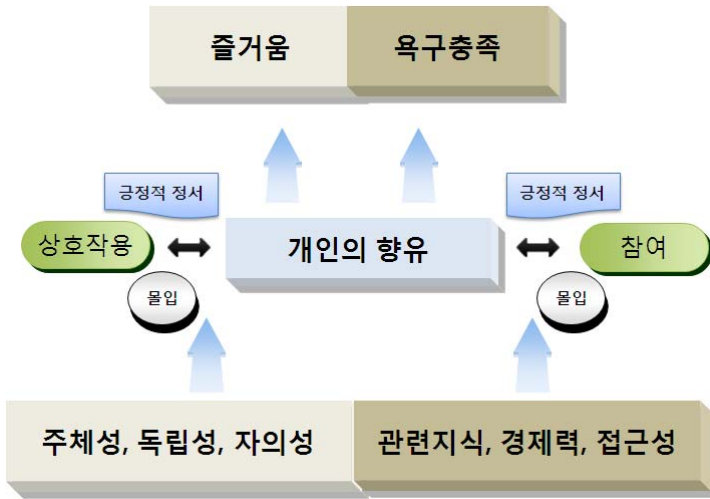 즐거움 욕구충족
긍정적 정서 긍정적 정서
상호작용 개인의 향유 참여
몰입 몰입
주체성, 독립성, 자의성 관련지식, 경제력, 접근성